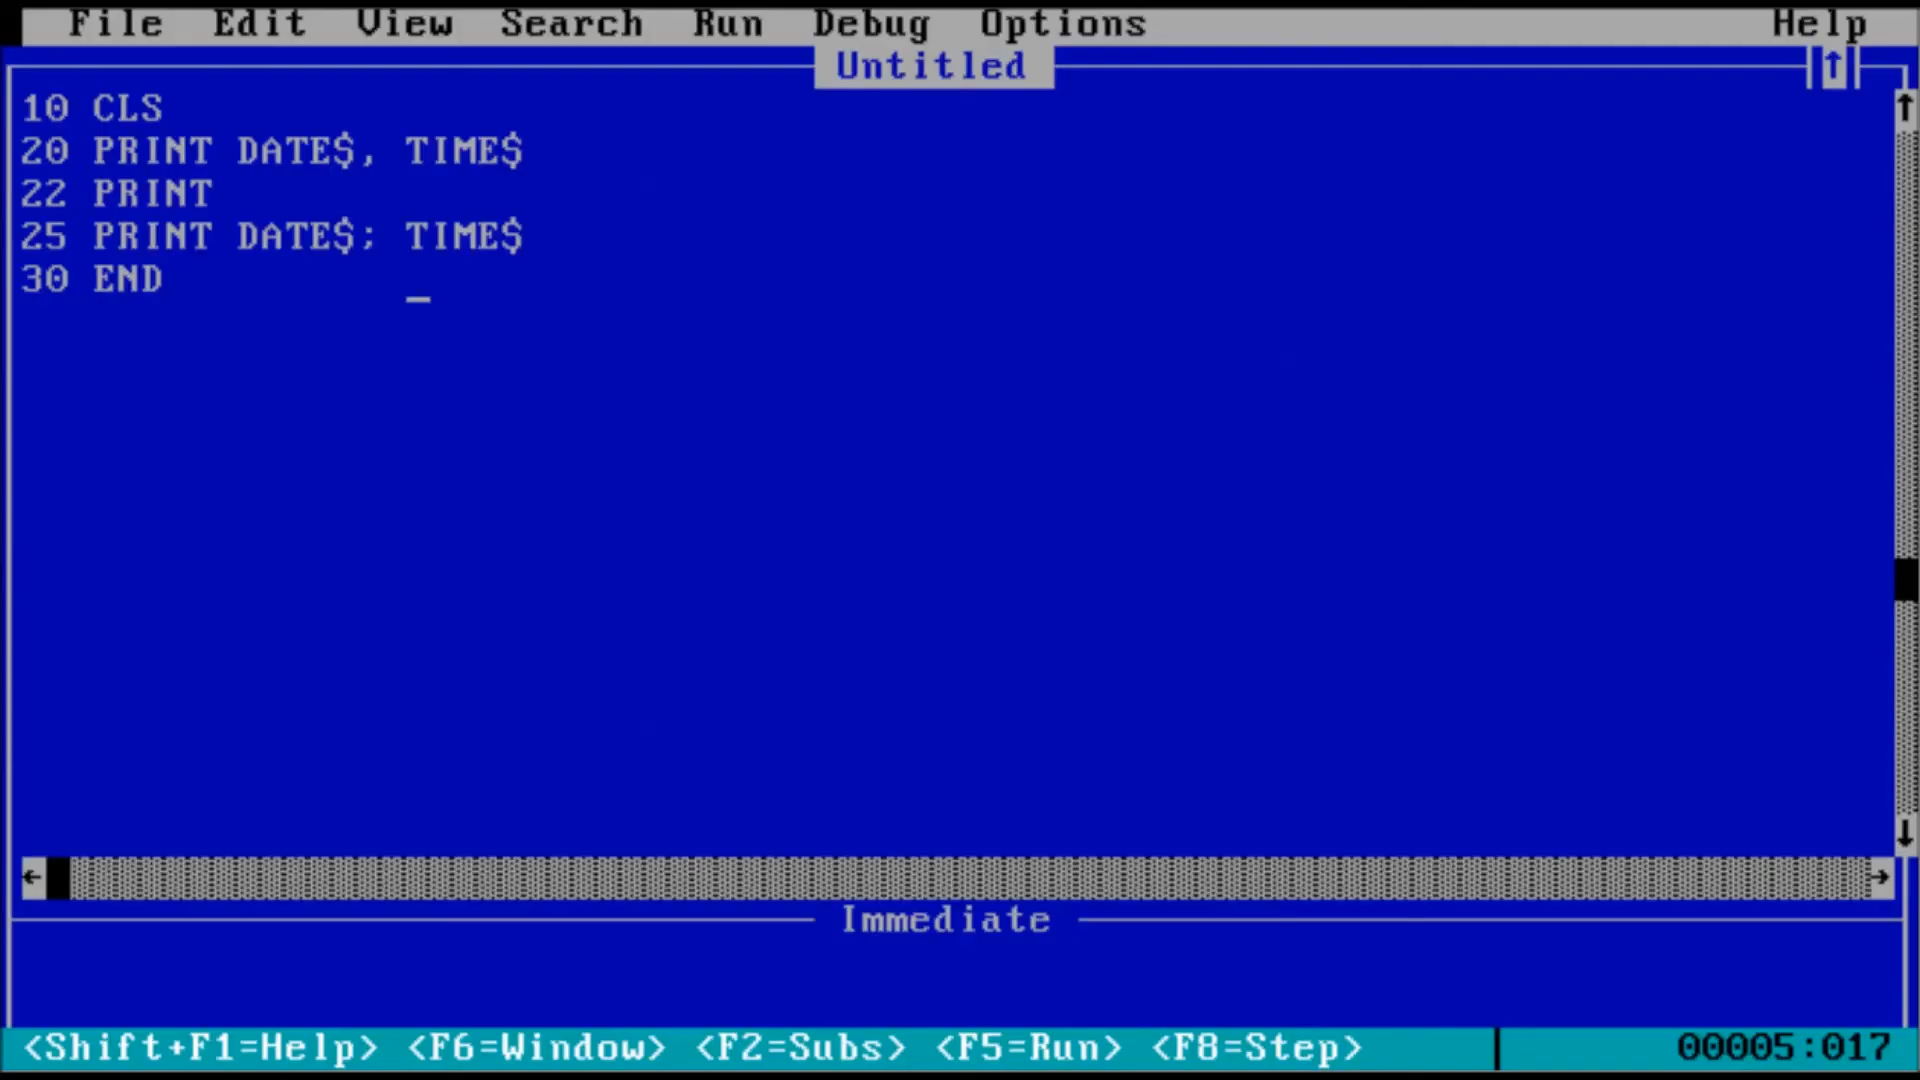 File Edit View Search Run Debug Options Help
Untitled
↑
↑
10 CLS
20 PRINT DATE$, TIME$
22 PRINT
25 PRINT DATE$; TIME$
30 END
↓
← →
Immediate
<Shift+F1=Help> <F6=Window> <F2=Subs> <F5=Run> <F8=Step> 00005:017